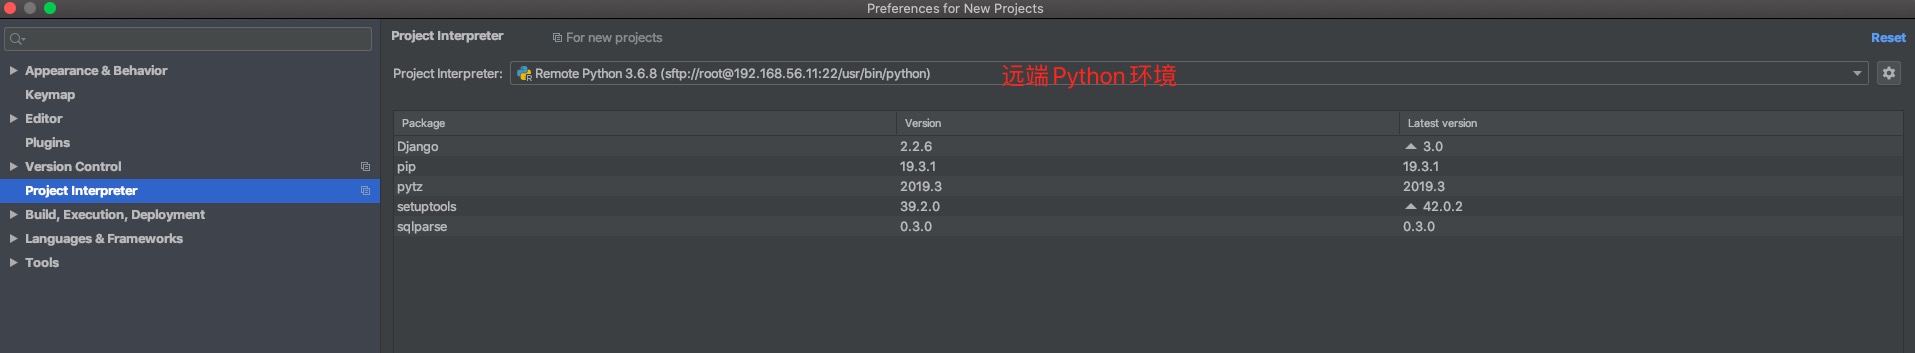 Preferences for New Projects
Appearance & Behavior
Keymap
Editor
Plugins
Version Control
Project Interpreter
Build, Execution, Deployment
Languages & Frameworks
Tools
Project Interpreter For new projects Reset
Project Interpreter: Remote Python 3.6.8 (sftp://root@192.168.56.11:22/usr/bin/python) 远端Python环境
Package Version Latest version
Django 2.2.6 3.0
pip 19.3.1 19.3.1
pytz 2019.3 2019.3
setuptools 39.2.0 42.0.2
sqlparse 0.3.0 0.3.0